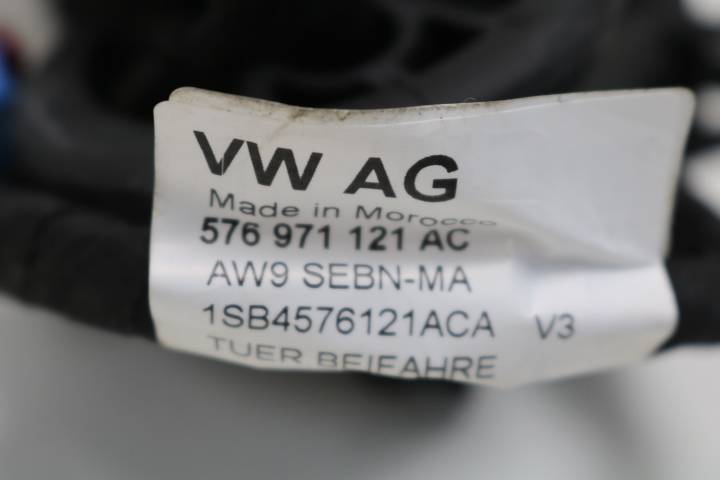 VW AG
Made in Morocco
576 971 121 AC
AW9 SEBN-MA
1SB4576121ACA V3
TUER BEIFAHRE